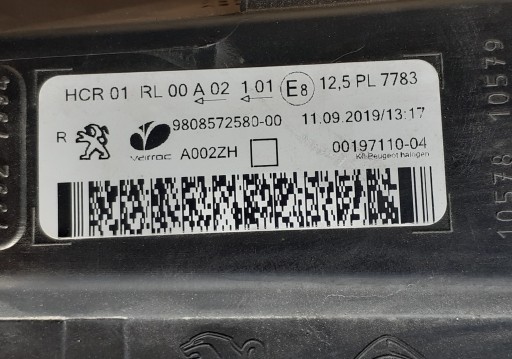 HCR 01 RL 00 A 02 1 01 E8 12,5 PL 7783
R varroc 9808572580-00 11.09.2019/13:17
A002ZH 00197110-04
Kit Peugeot halogen
10578 10579